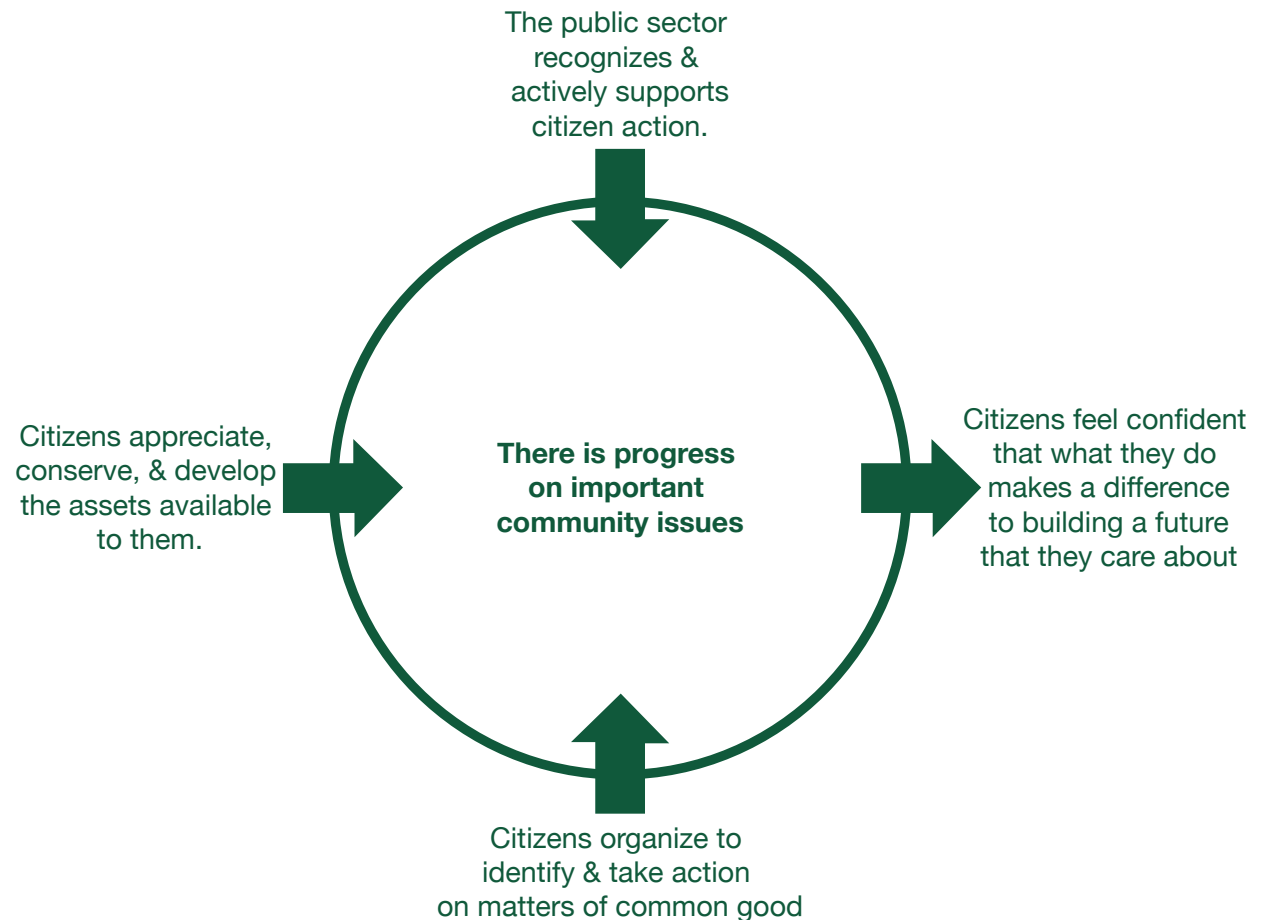 The public sector
recognizes &
actively supports
citizen action.
Citizens appreciate,
conserve, & develop
the assets available
to them.
There is progress
on important
community issues
Citizens feel confident
that what they do
makes a difference
to building a future
that they care about
Citizens organize to
identify & take action
on matters of common good